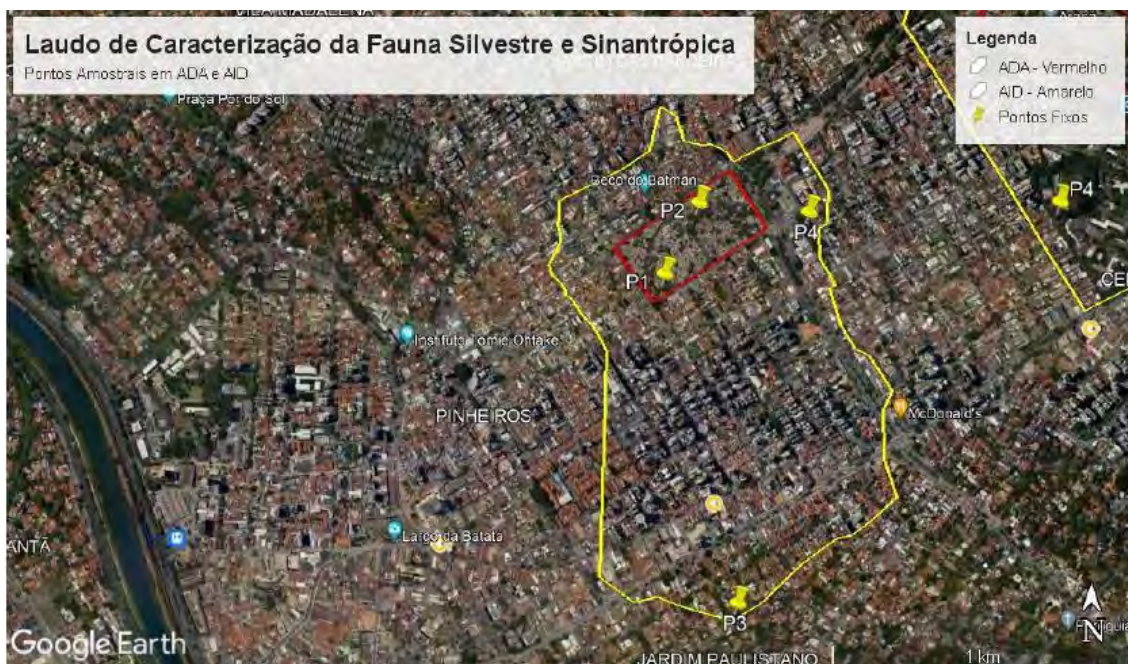 Laudo de Caracterização da Fauna Silvestre e Sinantrópica
Pontos Amostrais em ADA e AID
Legenda
ADA - Vermelho
AID - Amarelo
Pontos Fixos
Praça Por do Sol
Beco do Batman
P2
P4
P4
P1
Instituto Tomie Ohtake
PINHEIROS
McDonald's
Largo da Batata
P3
JARDIM PAULISTANO
1 km
N
Google Earth